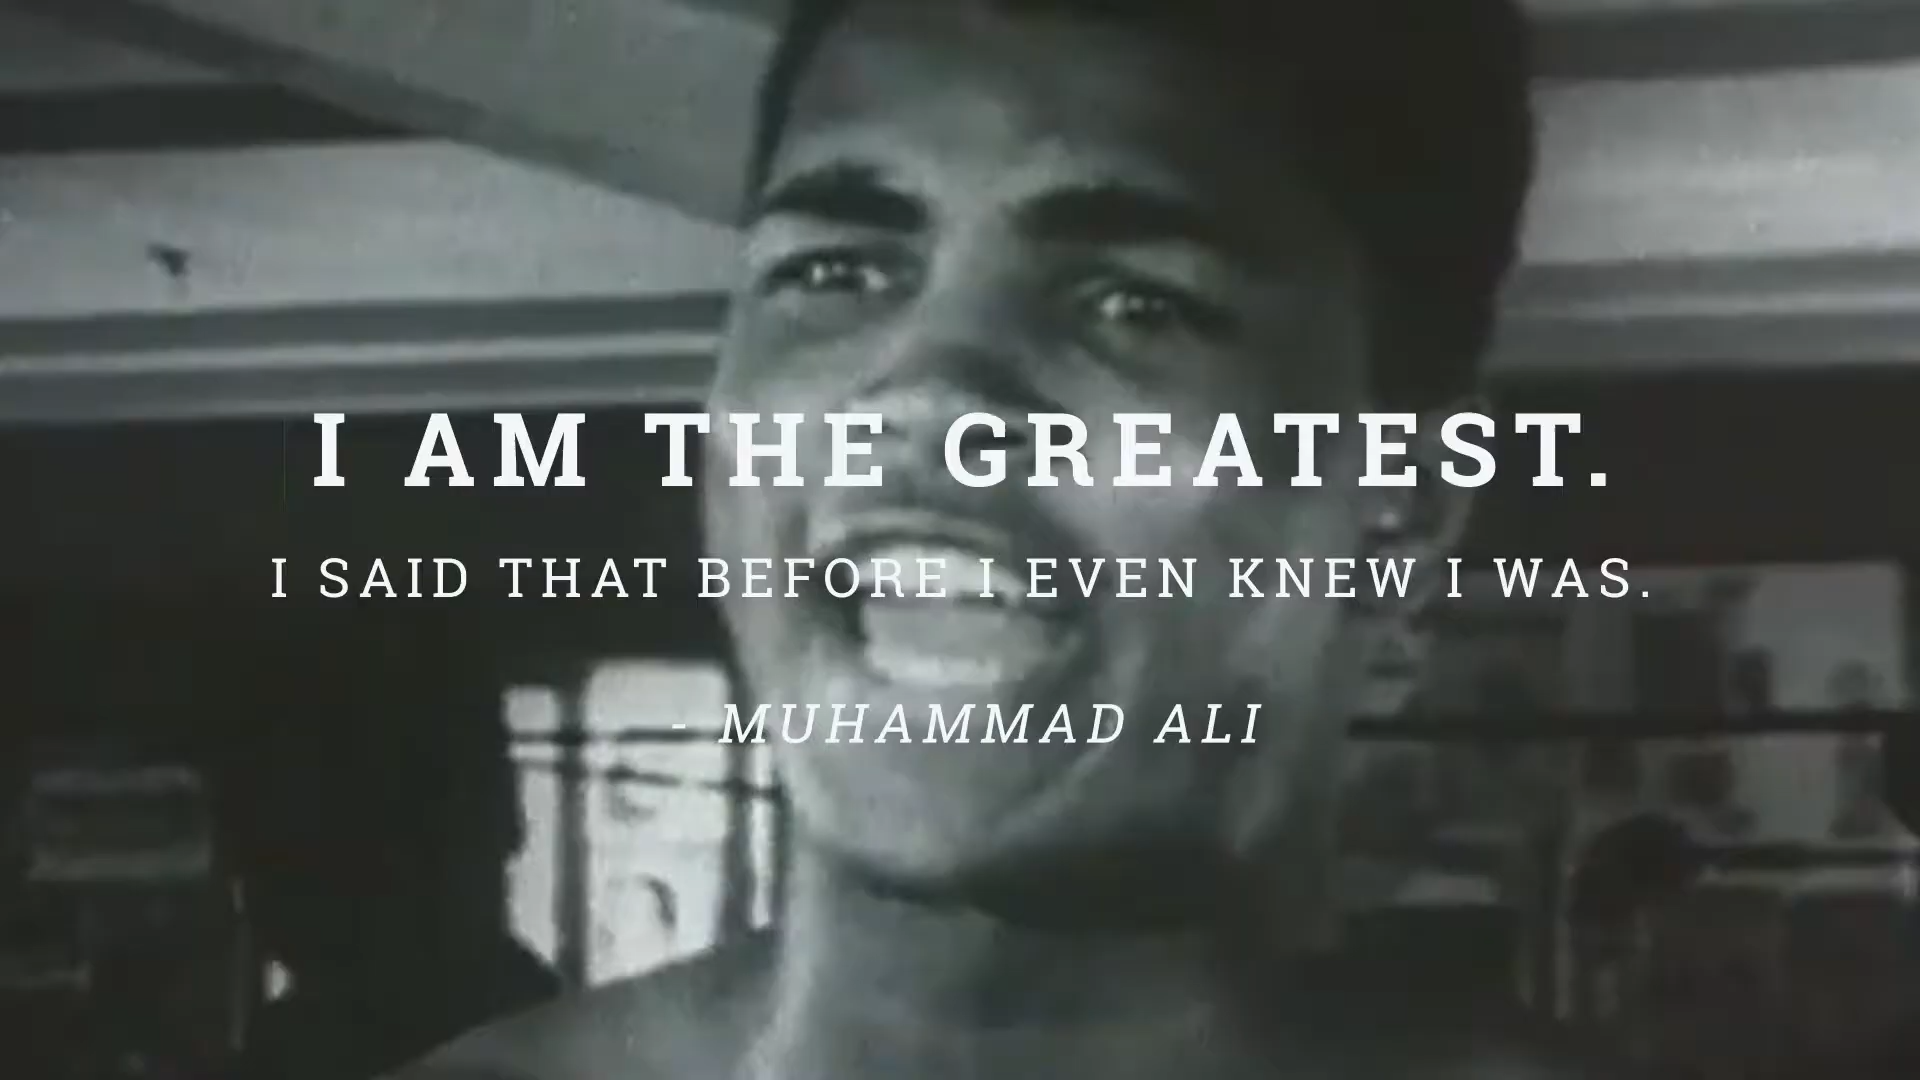 I AM THE GREATEST.
I SAID THAT BEFORE I EVEN KNEW I WAS.
- MUHAMMAD ALI